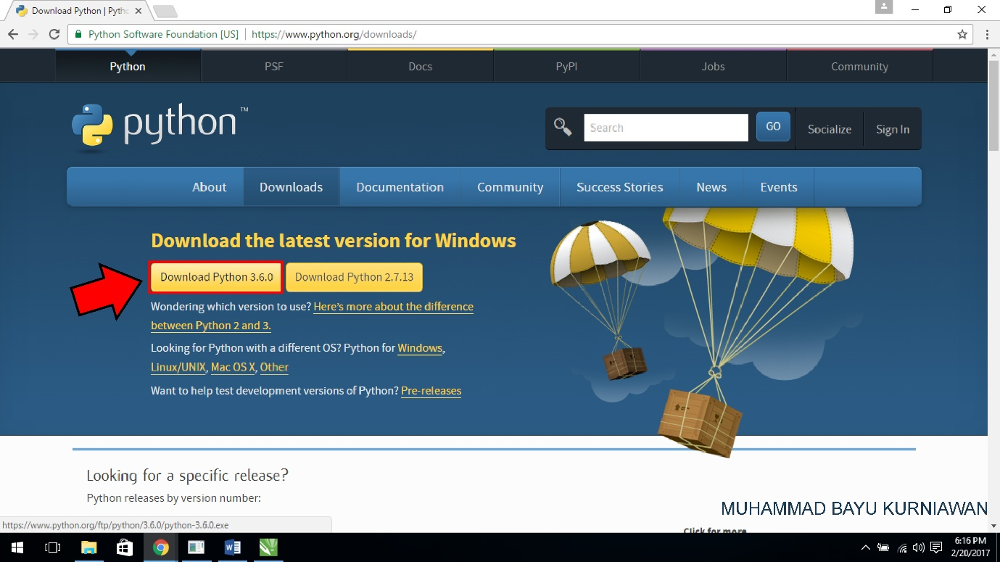 Download Python | Pytho
Python Software Foundation [US] https://www.python.org/downloads/
Python PSF Docs PyPI Jobs Community
python™
Search GO Socialize Sign In
About Downloads Documentation Community Success Stories News Events
Download the latest version for Windows
Download Python 3.6.0 Download Python 2.7.13
Wondering which version to use? Here's more about the difference
between Python 2 and 3.
Looking for Python with a different OS? Python for Windows,
Linux/UNIX, Mac OS X, Other
Want to help test development versions of Python? Pre-releases
Looking for a specific release?
Python releases by version number:
MUHAMMAD BAYU KURNIAWAN
https://www.python.org/ftp/python/3.6.0/python-3.6.0.exe
Click for more
6:16 PM
2/20/2017